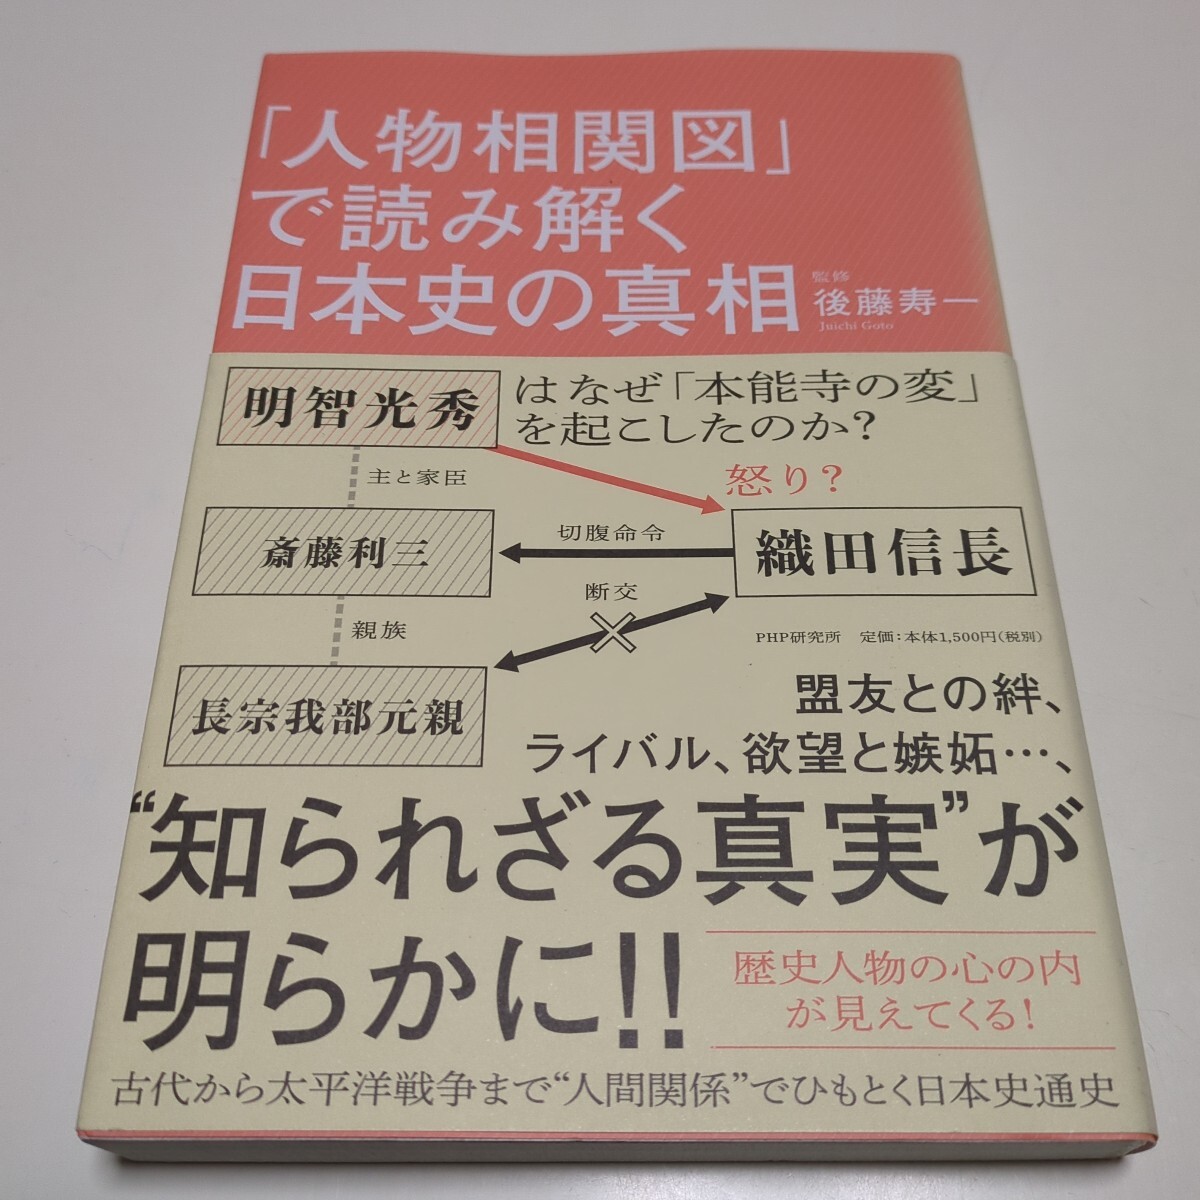 「人物相関図」
で読み解く
日本史の真相
監修
後藤寿一
Juichi Goto
明智光秀
はなぜ「本能寺の変」
を起こしたのか?
主と家臣
怒り?
斎藤利三
切腹命令
織田信長
断交
親族
PHP研究所 定価:本体1,500円(税別)
長宗我部元親
盟友との絆、
ライバル、欲望と嫉妬…、
“知られざる真実”が
明らかに!!
歴史人物の心の内
が見えてくる!
古代から太平洋戦争まで“人間関係”でひもとく日本史通史